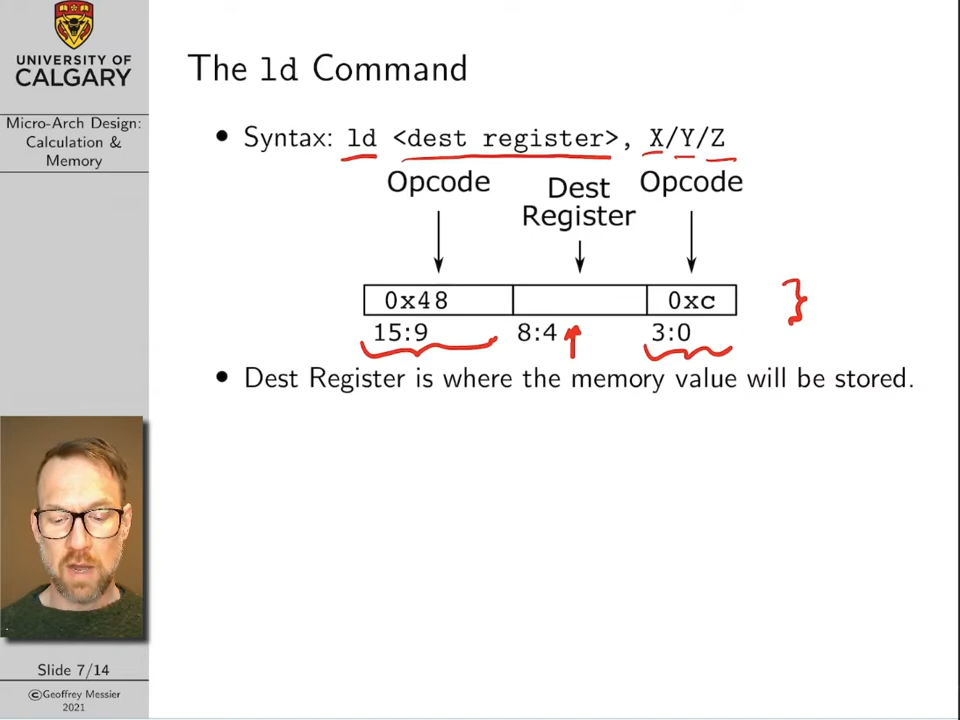 UNIVERSITY OF
CALGARY
Micro-Arch Design:
Calculation &
Memory
The ld Command
• Syntax: ld <dest register>, X/Y/Z
Opcode Dest Register Opcode
0x48 0xc
15:9 8:4 3:0
• Dest Register is where the memory value will be stored.
Slide 7/14
©Geoffrey Messier
2021